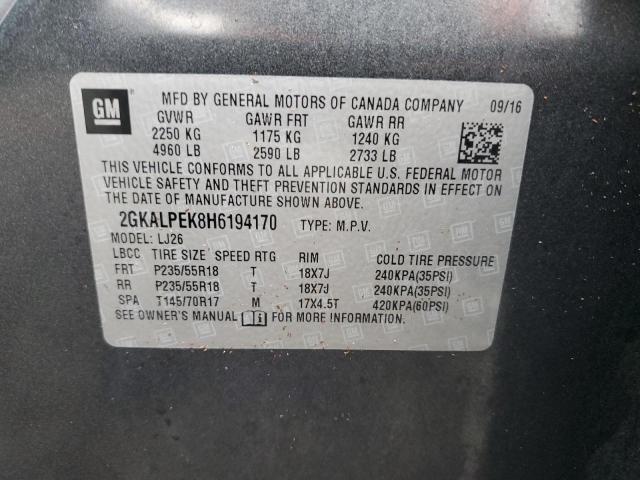 GM
MFD BY GENERAL MOTORS OF CANADA COMPANY 09/16
GVWR GAWR FRT GAWR RR
2250 KG 1175 KG 1240 KG
4960 LB 2590 LB 2733 LB
THIS VEHICLE CONFORMS TO ALL APPLICABLE U.S. FEDERAL MOTOR
VEHICLE SAFETY AND THEFT PREVENTION STANDARDS IN EFFECT ON
THE DATE OF MANUFACTURE SHOWN ABOVE.
2GKALPEK8H6194170 TYPE: M.P.V.
MODEL: LJ26
LBCC TIRE SIZE SPEED RTG RIM COLD TIRE PRESSURE
FRT P235/55R18 T 18X7J 240KPA(35PSI)
RR P235/55R18 T 18X7J 240KPA(35PSI)
SPA T145/70R17 M 17X4.5T 420KPA(60PSI)
SEE OWNER'S MANUAL FOR MORE INFORMATION.